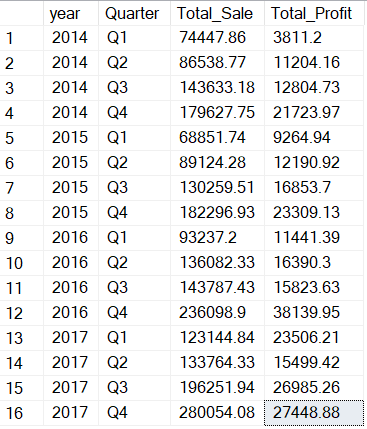 year Quarter Total_Sale Total_Profit
1 2014 Q1 74447.86 3811.2
2 2014 Q2 86538.77 11204.16
3 2014 Q3 143633.18 12804.73
4 2014 Q4 179627.75 21723.97
5 2015 Q1 68851.74 9264.94
6 2015 Q2 89124.28 12190.92
7 2015 Q3 130259.51 16853.7
8 2015 Q4 182296.93 23309.13
9 2016 Q1 93237.2 11441.39
10 2016 Q2 136082.33 16390.3
11 2016 Q3 143787.43 15823.63
12 2016 Q4 236098.9 38139.95
13 2017 Q1 123144.84 23506.21
14 2017 Q2 133764.33 15499.42
15 2017 Q3 196251.94 26985.26
16 2017 Q4 280054.08 27448.88